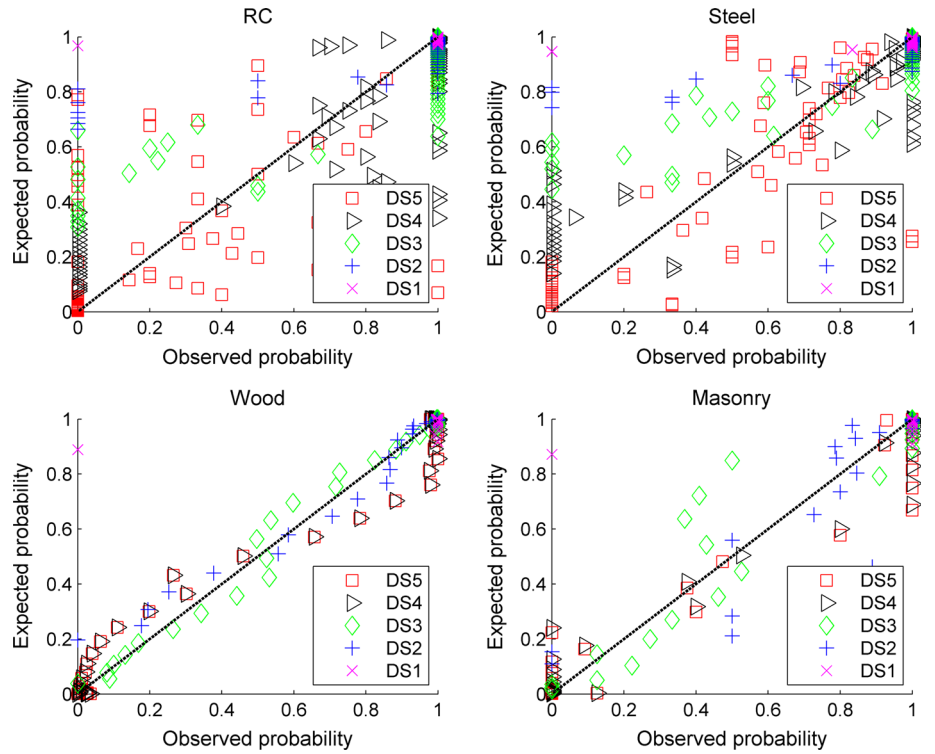 RC
Expected probability
1
0.8
0.6
0.4
0.2
0
0 0.2 0.4 0.6 0.8 1
Observed probability
DS5
DS4
DS3
DS2
DS1
Steel
Expected probability
1
0.8
0.6
0.4
0.2
0
0 0.2 0.4 0.6 0.8 1
Observed probability
DS5
DS4
DS3
DS2
DS1
Wood
Expected probability
1
0.8
0.6
0.4
0.2
0
0 0.2 0.4 0.6 0.8 1
Observed probability
DS5
DS4
DS3
DS2
DS1
Masonry
Expected probability
1
0.8
0.6
0.4
0.2
0
0 0.2 0.4 0.6 0.8 1
Observed probability
DS5
DS4
DS3
DS2
DS1